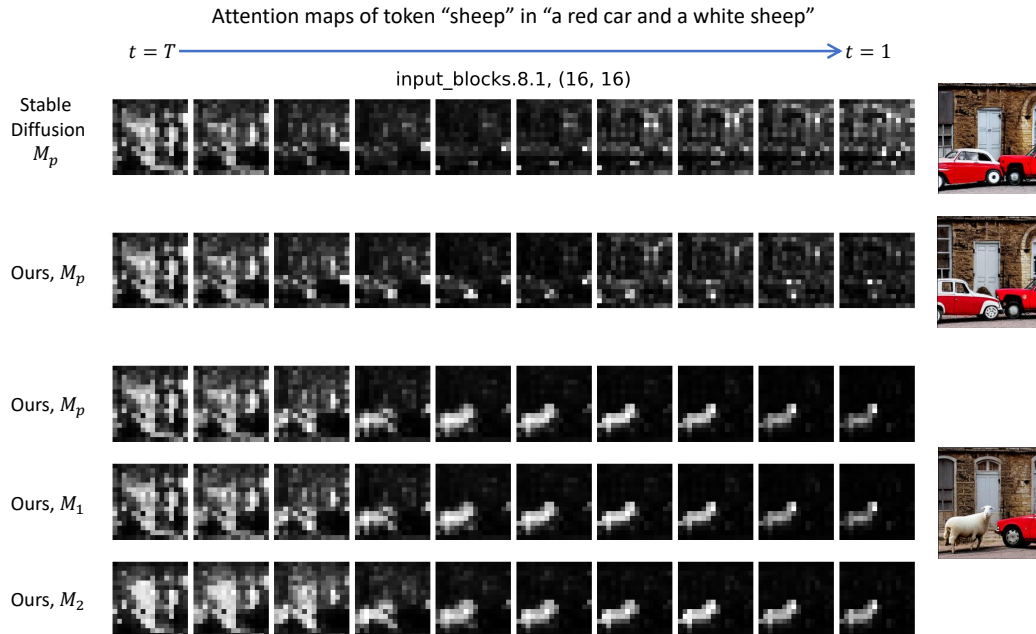 Attention maps of token “sheep” in “a red car and a white sheep”
t = T
t = 1
input_blocks.8.1, (16, 16)
Stable
Diffusion
M_p
Ours, M_p
Ours, M_p
Ours, M_1
Ours, M_2